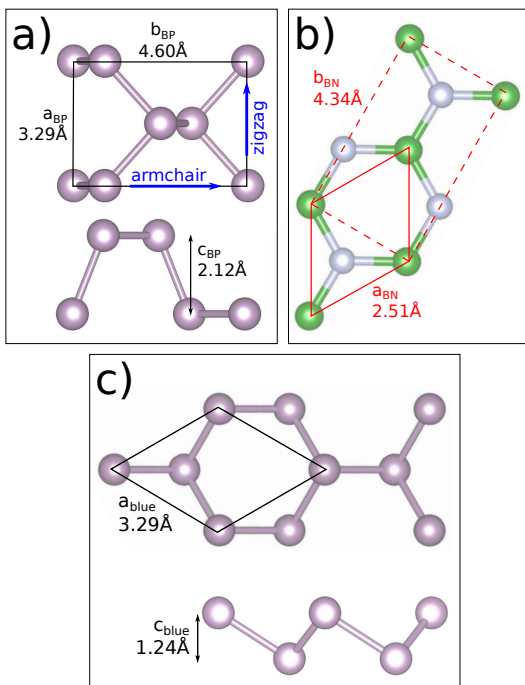 a)
b_BP
4.60Å
a_BP
3.29Å
armchair
zigzag
c_BP
2.12Å
b)
b_BN
4.34Å
a_BN
2.51Å
c)
a_blue
3.29Å
c_blue
1.24Å